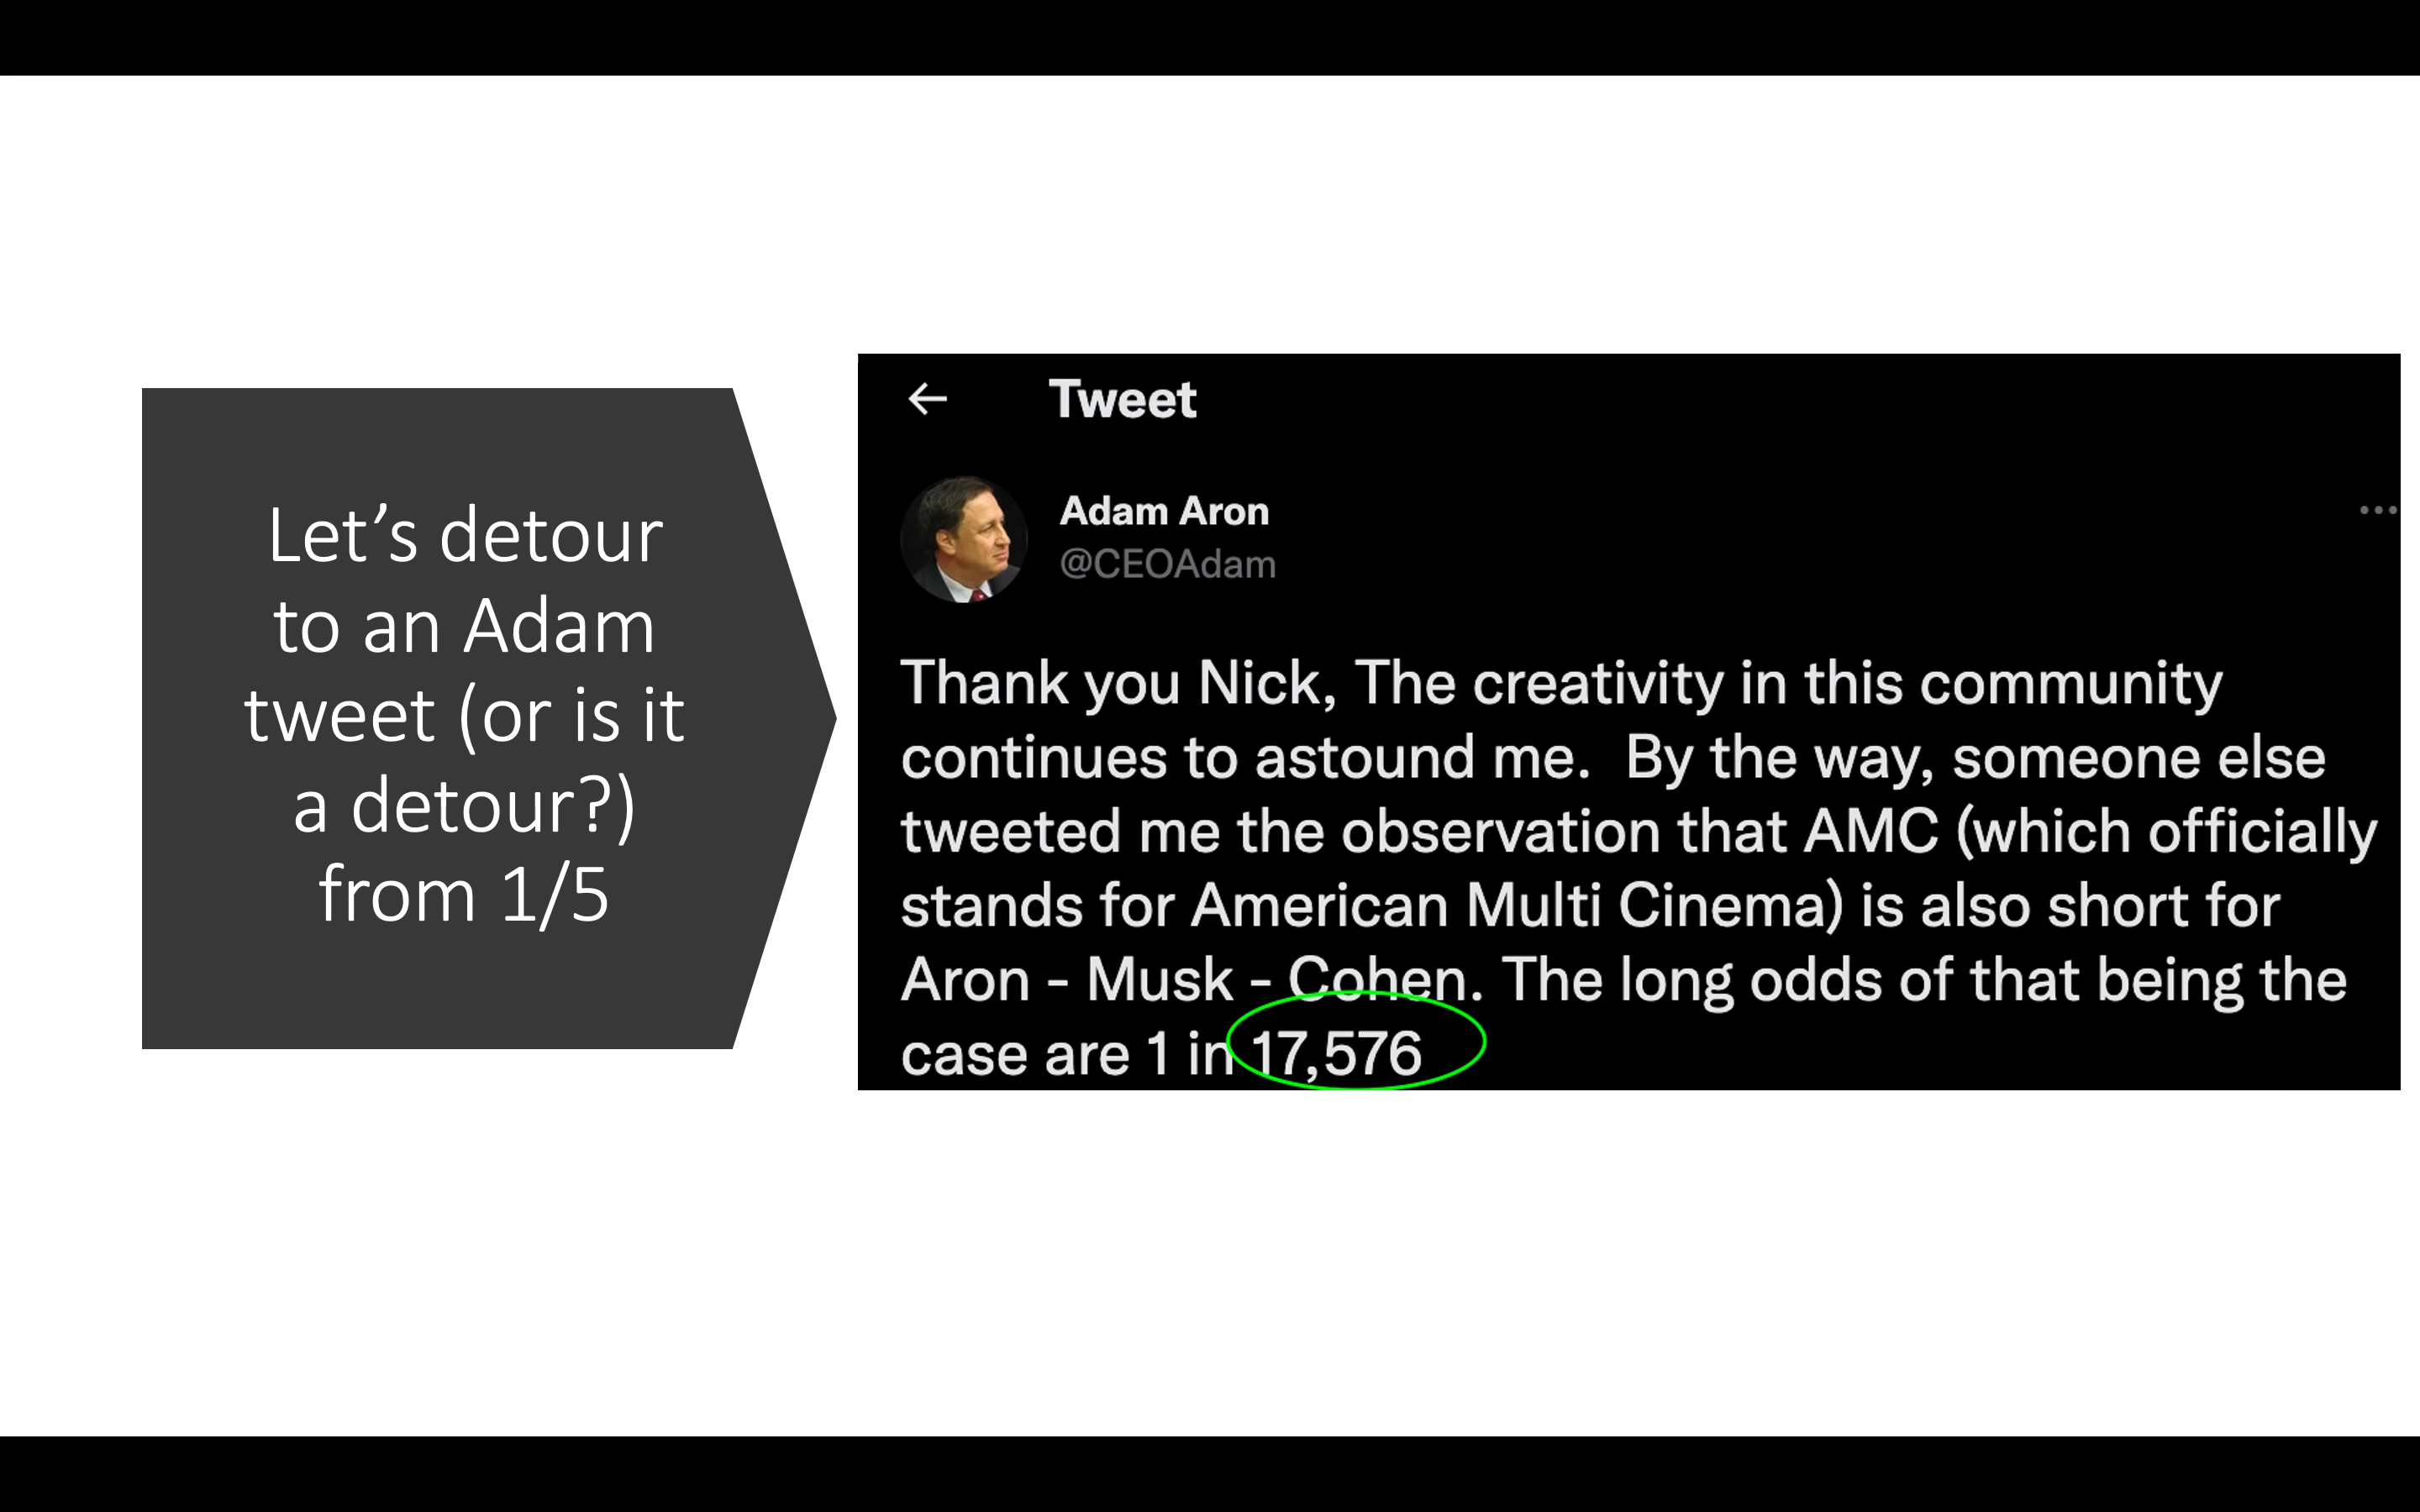 Let’s detour
to an Adam
tweet (or is it
a detour?)
from 1/5
Tweet
Adam Aron
@CEOAdam
Thank you Nick, The creativity in this community
continues to astound me.  By the way, someone else
tweeted me the observation that AMC (which officially
stands for American Multi Cinema) is also short for
Aron - Musk - Cohen. The long odds of that being the
case are 1 in 17,576